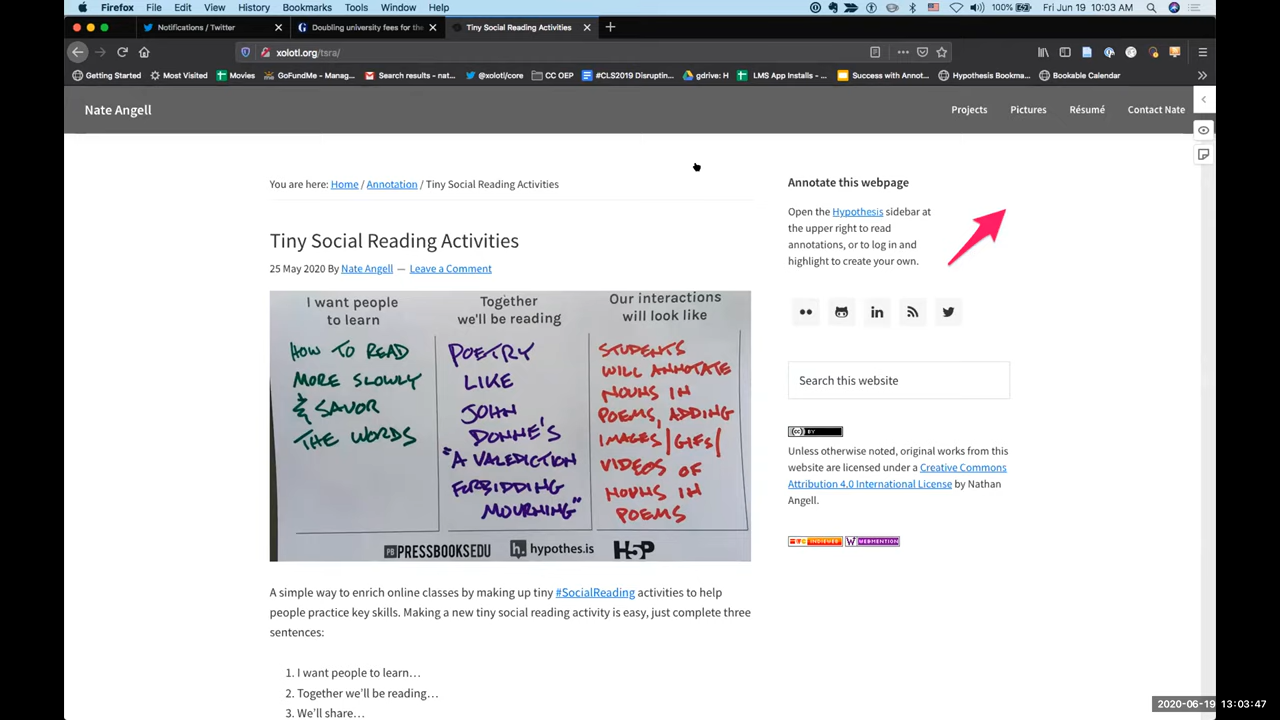 Firefox File Edit View History Bookmarks Tools Window Help
100% Fri Jun 19 10:03 AM
Notifications / Twitter
Doubling university fees for the
Tiny Social Reading Activities
xolotl.org/tsra/
Getting Started Most Visited Movies GoFundMe - Manag... Search results - nat... @xolotl/core CC OEP #CLS2019 Disruptin... gdrive: H LMS App Installs - ... Success with Annot... Hypothesis Bookma... Bookable Calendar
Nate Angell
Projects Pictures Résumé Contact Nate
You are here: Home / Annotation / Tiny Social Reading Activities
Tiny Social Reading Activities
25 May 2020 By Nate Angell — Leave a Comment
I want people
to learn
HOW TO READ
MORE SLOWLY
& SAVOR
THE WORDS
Together
we'll be reading
POETRY
LIKE
JOHN
DONNE'S
"A VALEDICTION
FORBIDDING
MOURNING"
Our interactions
will look like
STUDENTS
WILL ANNOTATE
NOUNS IN
POEMS, ADDING
IMAGES/GIFS/
VIDEOS OF
NOUNS IN
POEMS
PB PRESSBOOKSEDU h. hypothes.is H5P
A simple way to enrich online classes by making up tiny #SocialReading activities to help
people practice key skills. Making a new tiny social reading activity is easy, just complete three
sentences:
1. I want people to learn…
2. Together we'll be reading…
3. We'll share…
Annotate this webpage
Open the Hypothesis sidebar at
the upper right to read
annotations, or to log in and
highlight to create your own.
Search this website
CC BY
Unless otherwise noted, original works from this
website are licensed under a Creative Commons
Attribution 4.0 International License by Nathan
Angell.
INDIEWEB WEBMENTION
2020-06-19 13:03:47